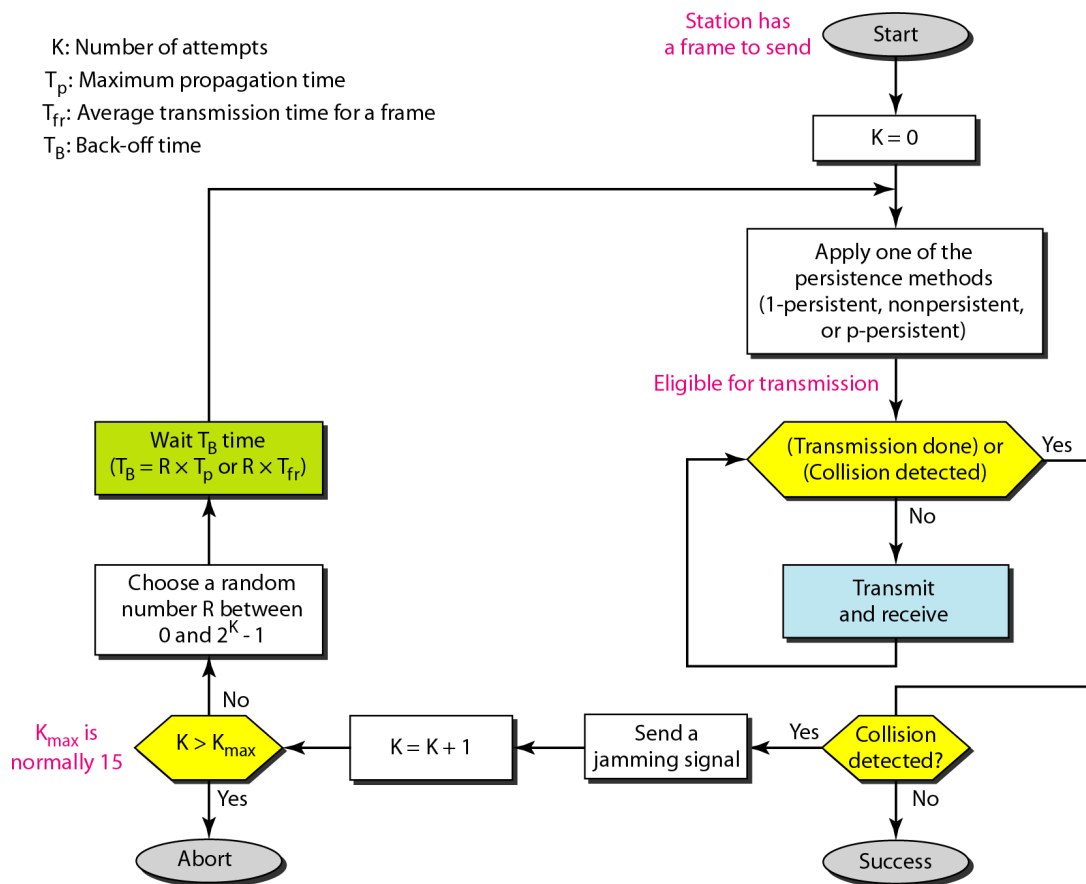 K: Number of attempts
Tp: Maximum propagation time
Tfr: Average transmission time for a frame
TB: Back-off time
Station has
a frame to send
Start
K = 0
Apply one of the
persistence methods
(1-persistent, nonpersistent,
or p-persistent)
Eligible for transmission
(Transmission done) or
(Collision detected)
Yes
No
Transmit
and receive
Collision
detected?
Yes
No
Success
Send a
jamming signal
K = K + 1
K > Kmax
Kmax is
normally 15
Yes
Abort
No
Choose a random
number R between
0 and 2^K - 1
Wait TB time
(TB = R × Tp or R × Tfr)